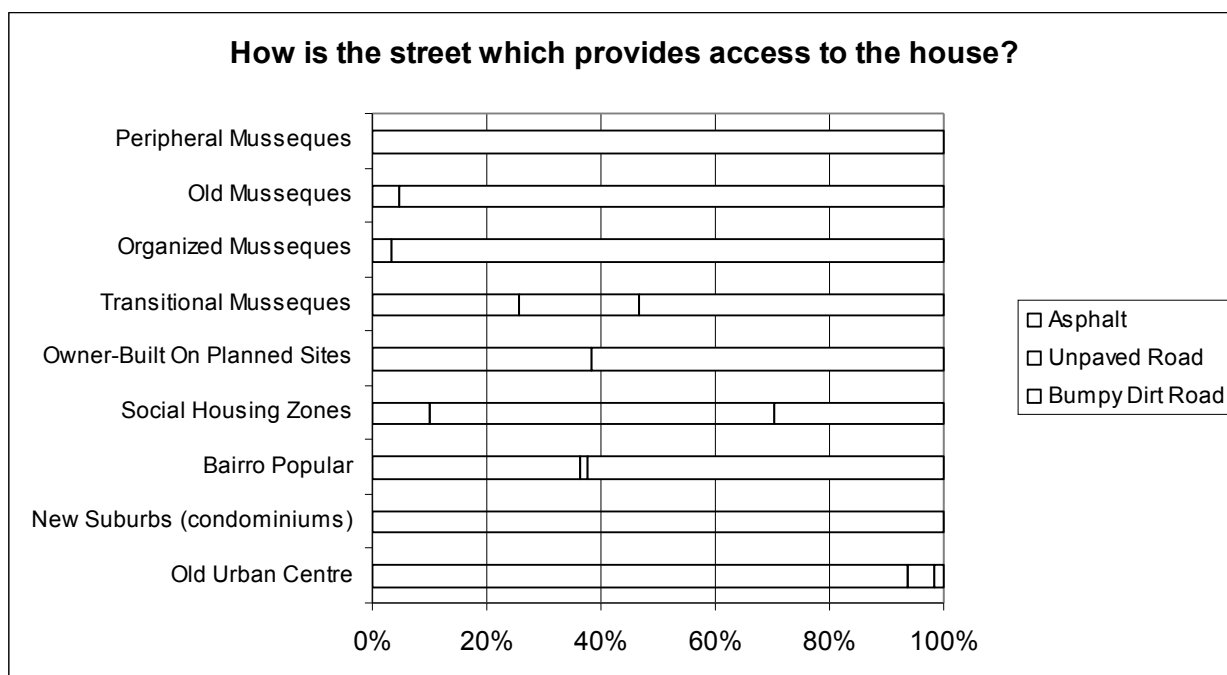 How is the street which provides access to the house?
Peripheral Musseques
Old Musseques
Organized Musseques
Transitional Musseques
Owner-Built On Planned Sites
Social Housing Zones
Bairro Popular
New Suburbs (condominiums)
Old Urban Centre
0% 20% 40% 60% 80% 100%
Asphalt
Unpaved Road
Bumpy Dirt Road